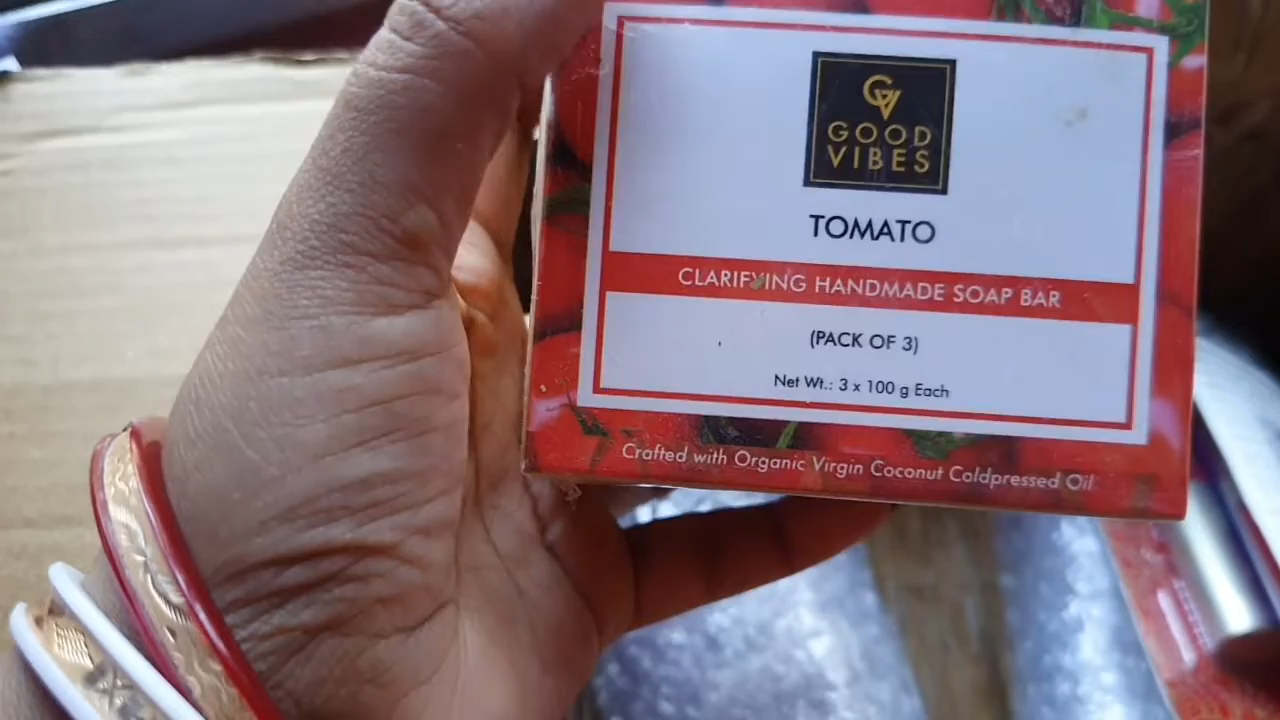 GV
GOOD
VIBES
TOMATO
CLARIFYING HANDMADE SOAP BAR
(PACK OF 3)
Net Wt.: 3 x 100 g Each
Crafted with Organic Virgin Coconut Coldpressed Oil